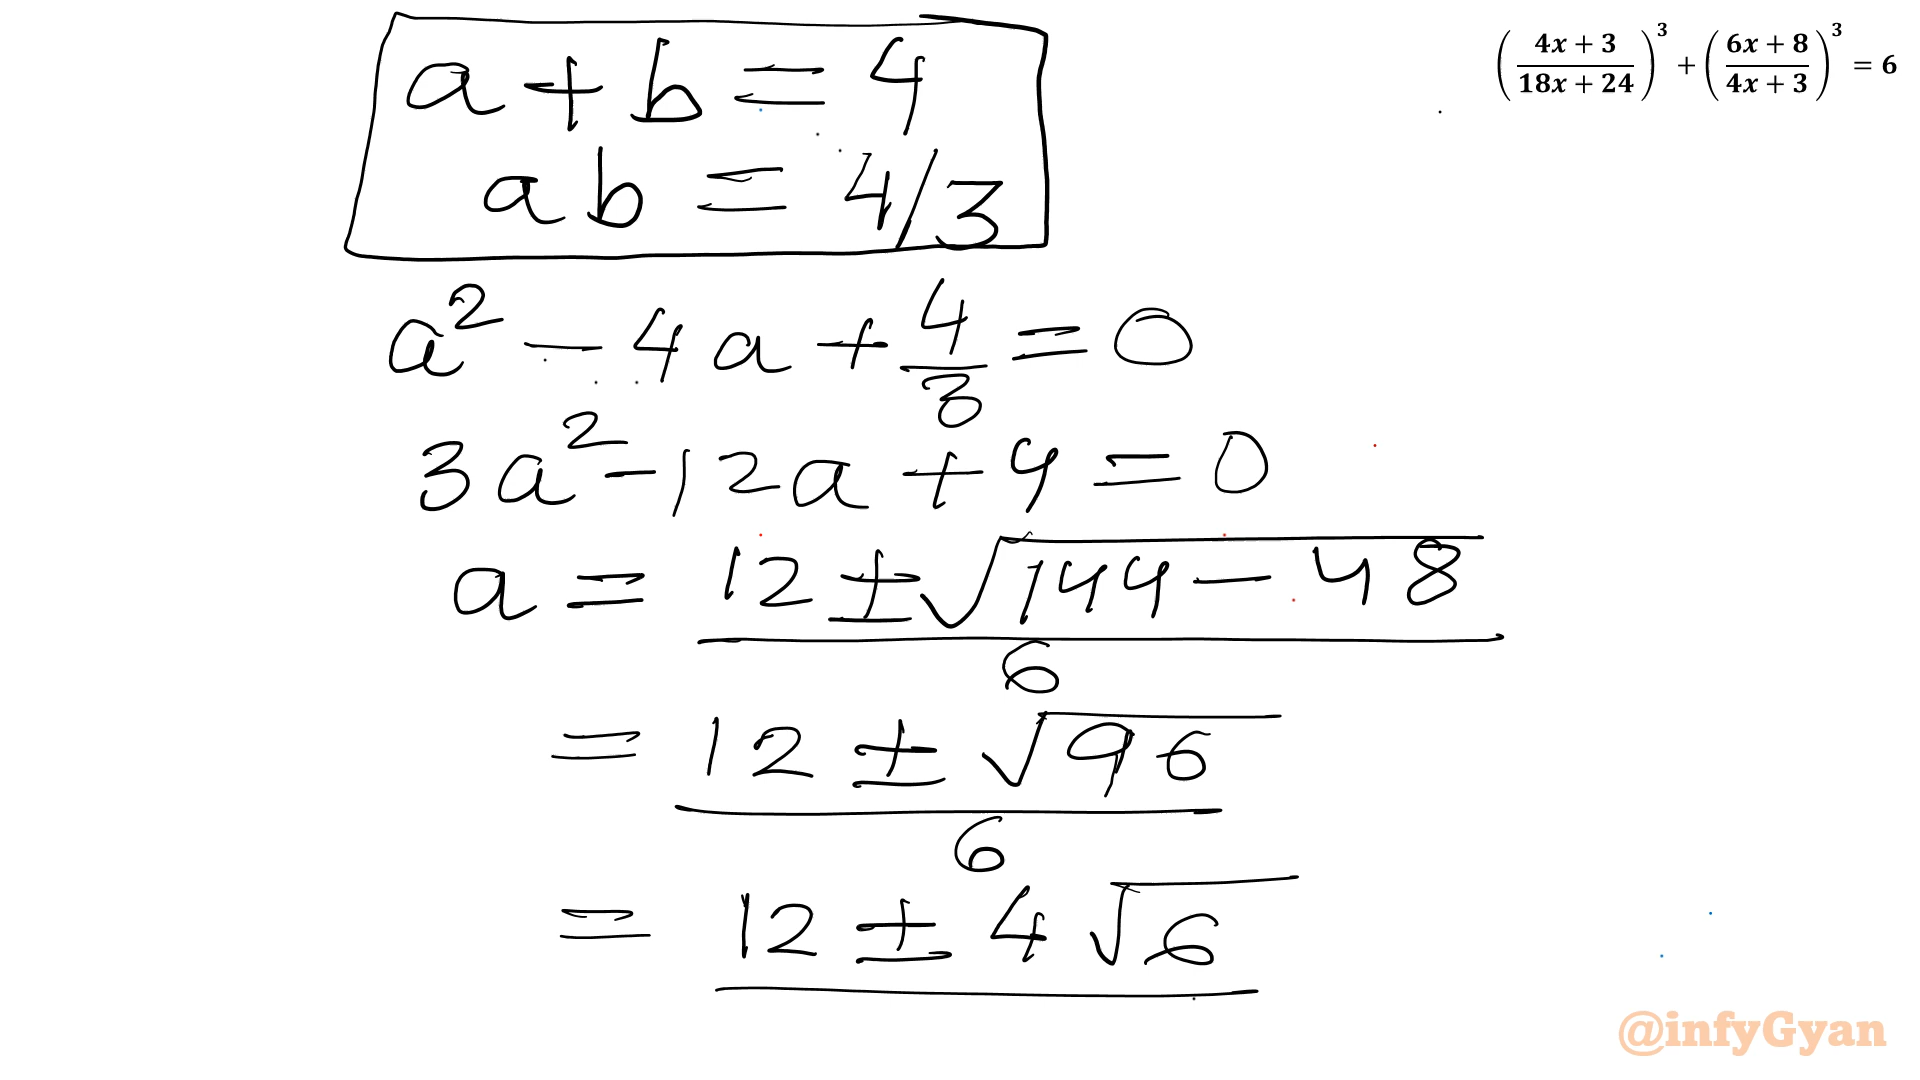 a + b = 4
ab = 4/3
a² - 4a + 4/3 = 0
3a² - 12a + 4 = 0
a = (12 ± √(144 - 48))/6
= (12 ± √96)/6
= 12 ± 4√6
((4x + 3)/(18x + 24))³ + ((6x + 8)/(4x + 3))³ = 6
@infyGyan